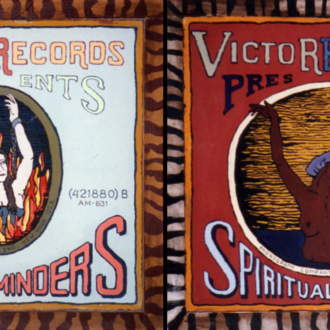 RECORDS
ENTS
(421880) B
AM-631
MINDERS
VICTOR
PRES
SPIRITUAL